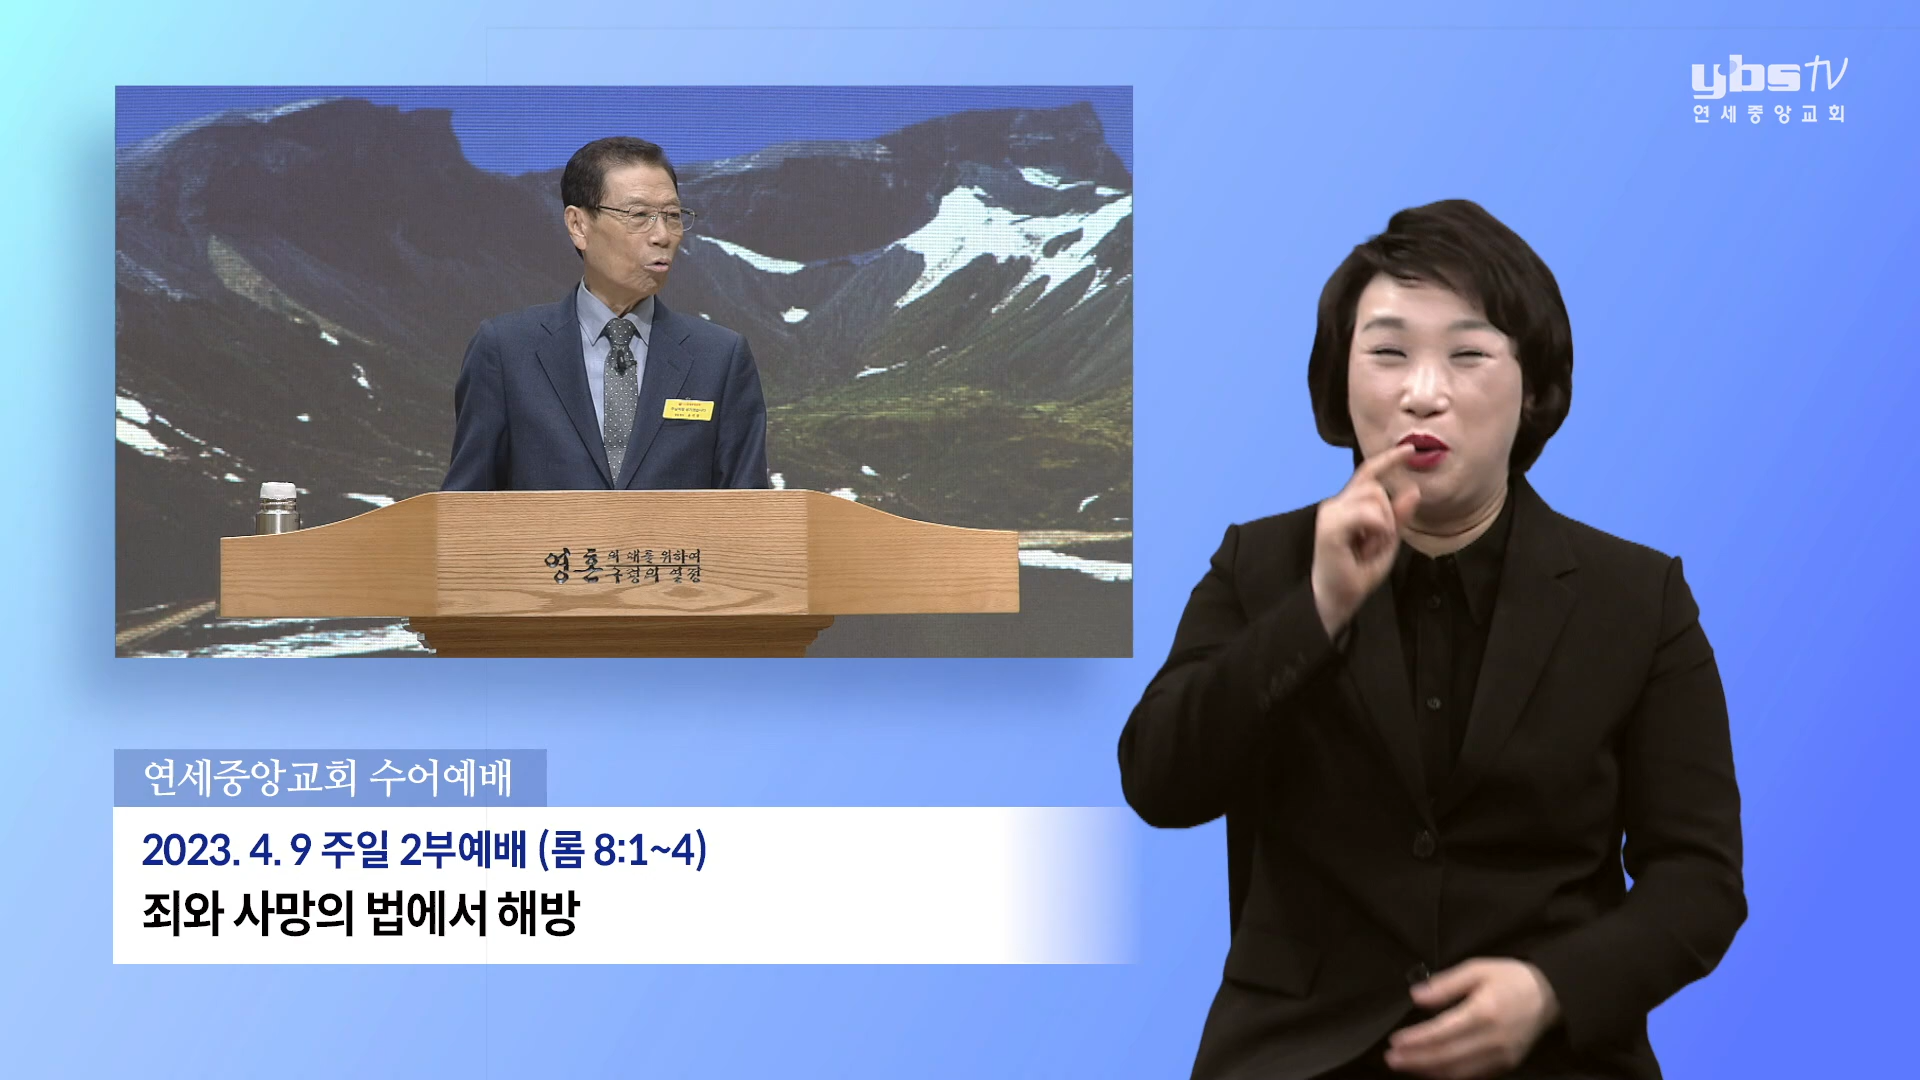 ybstv
연세중앙교회
영혼의 때를 위하여
구령의 열정
연세중앙교회 수어예배
2023. 4. 9 주일 2부예배 (롬 8:1~4)
죄와 사망의 법에서 해방